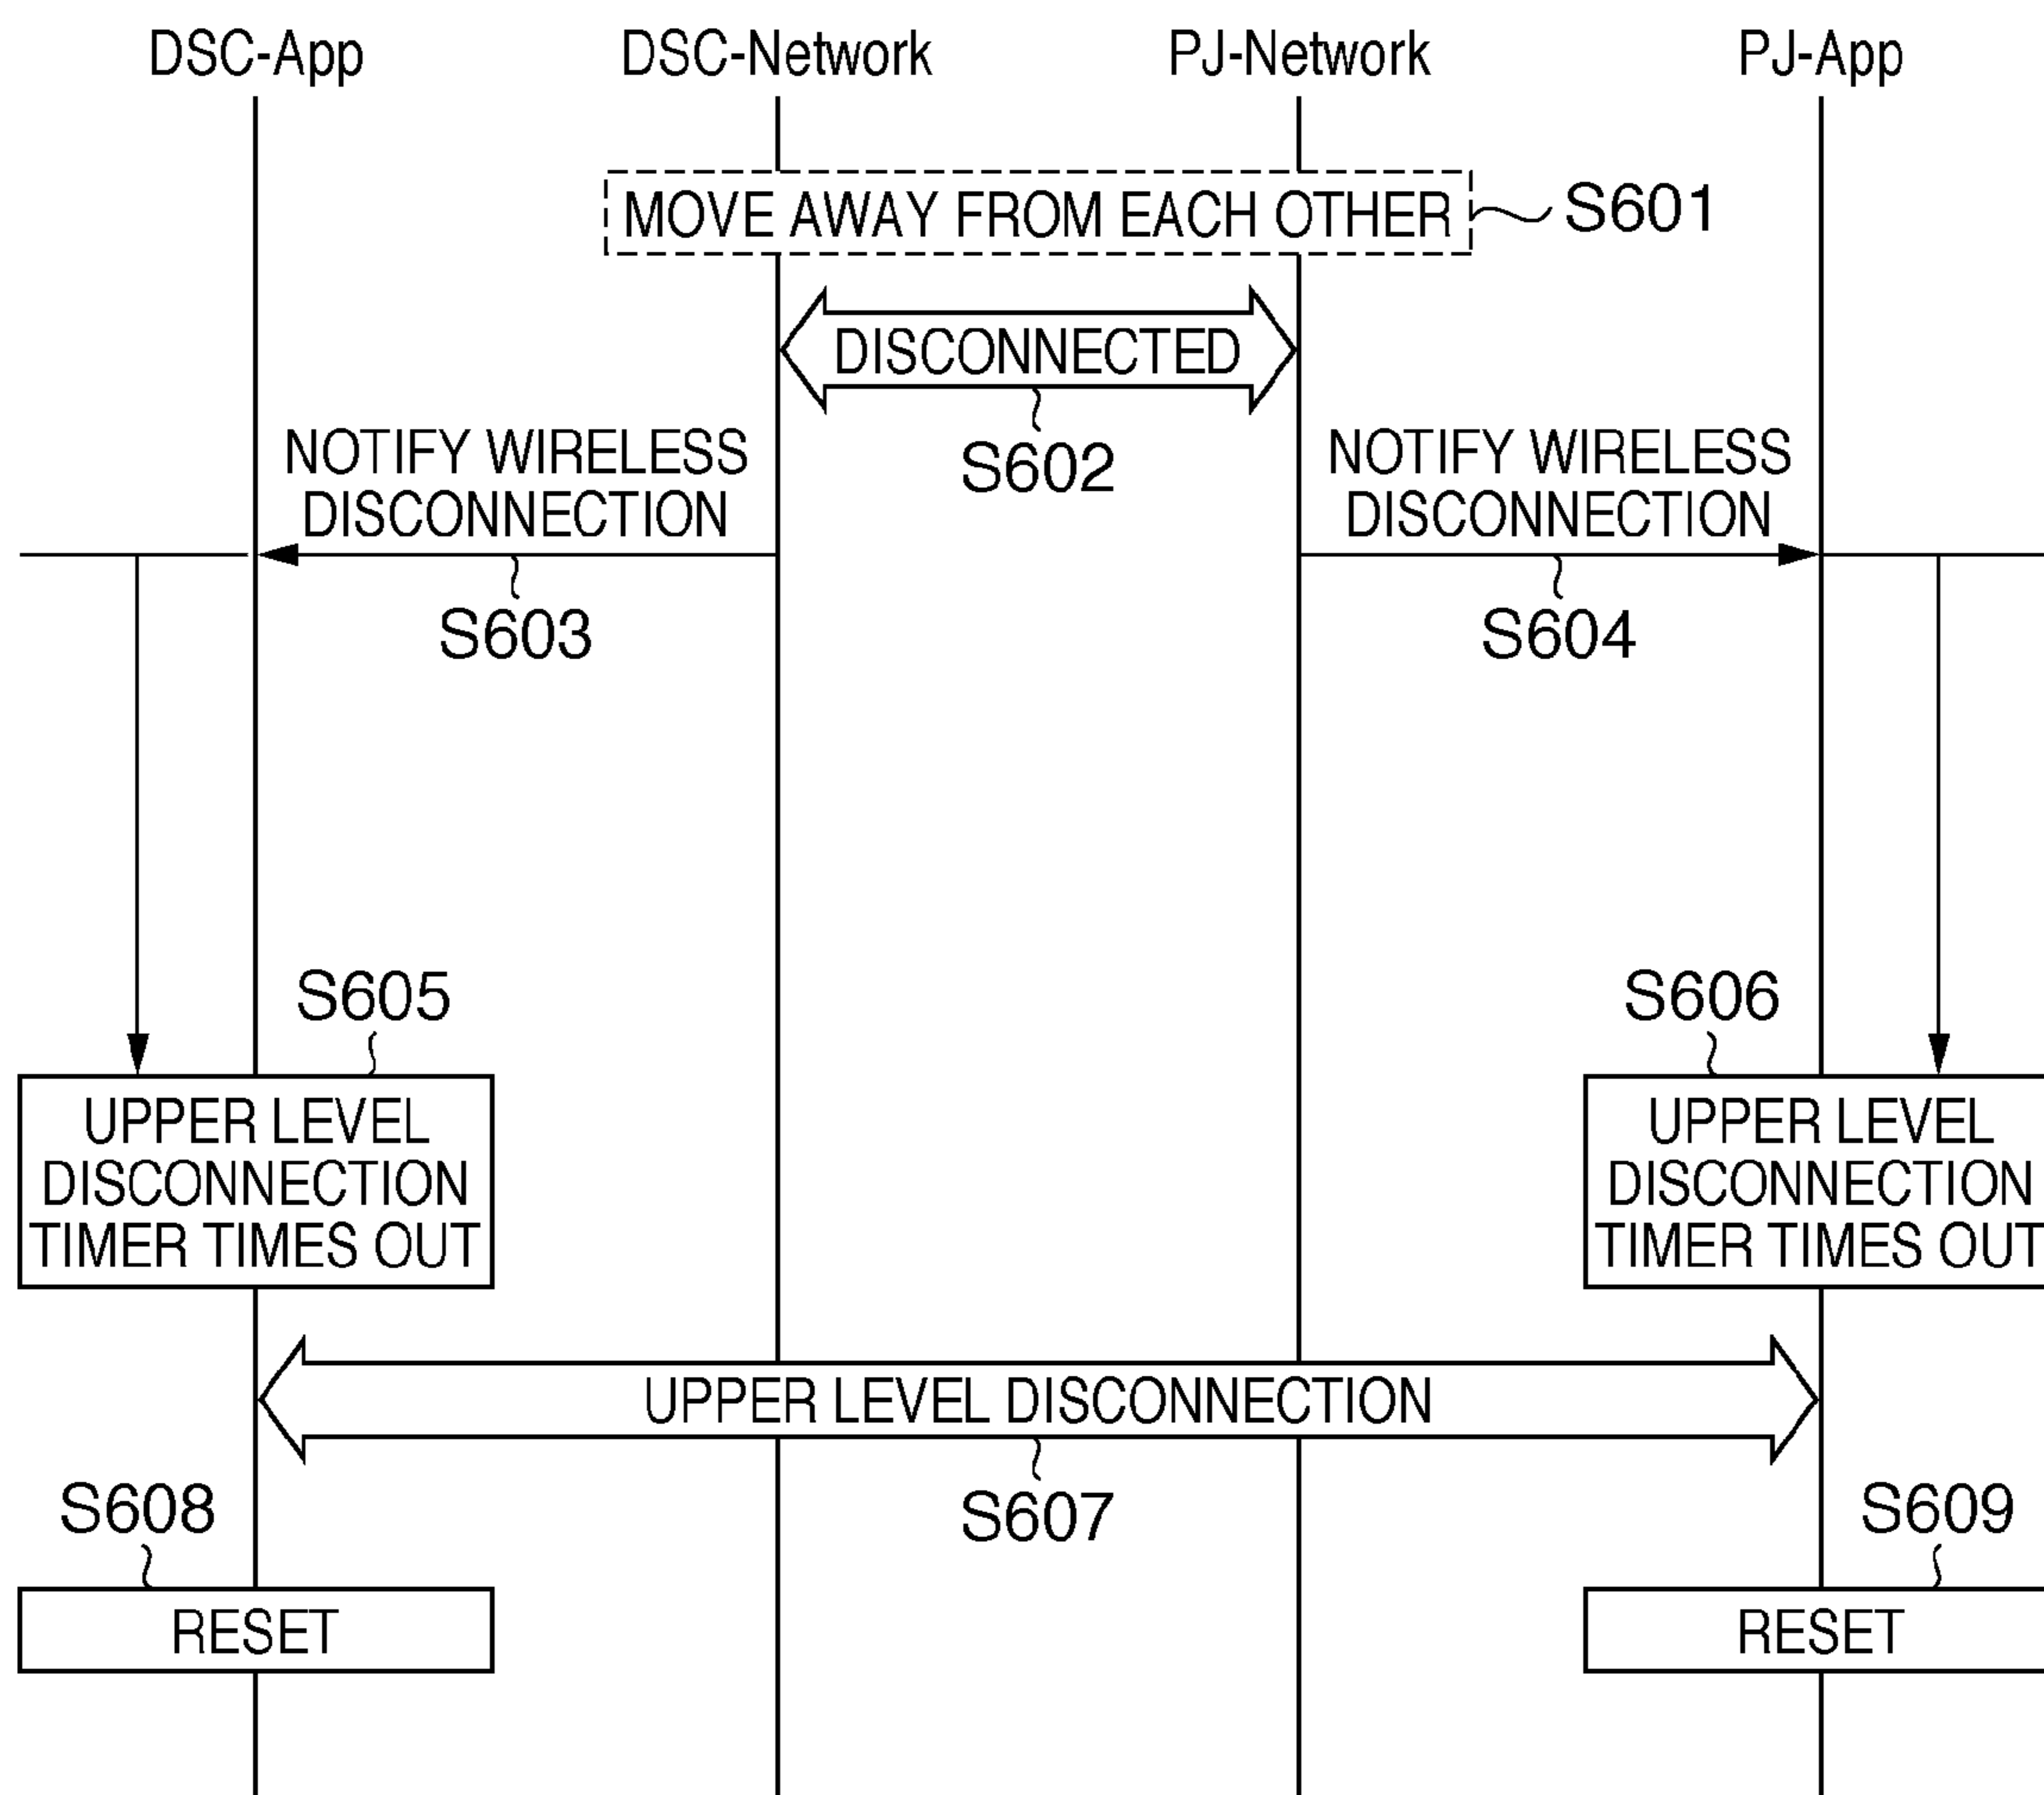 DSC-App
DSC-Network
PJ-Network
PJ-App
MOVE AWAY FROM EACH OTHER
S601
DISCONNECTED
S602
NOTIFY WIRELESS
DISCONNECTION
S603
NOTIFY WIRELESS
DISCONNECTION
S604
S605
UPPER LEVEL
DISCONNECTION
TIMER TIMES OUT
S606
UPPER LEVEL
DISCONNECTION
TIMER TIMES OUT
UPPER LEVEL DISCONNECTION
S607
S608
RESET
S609
RESET